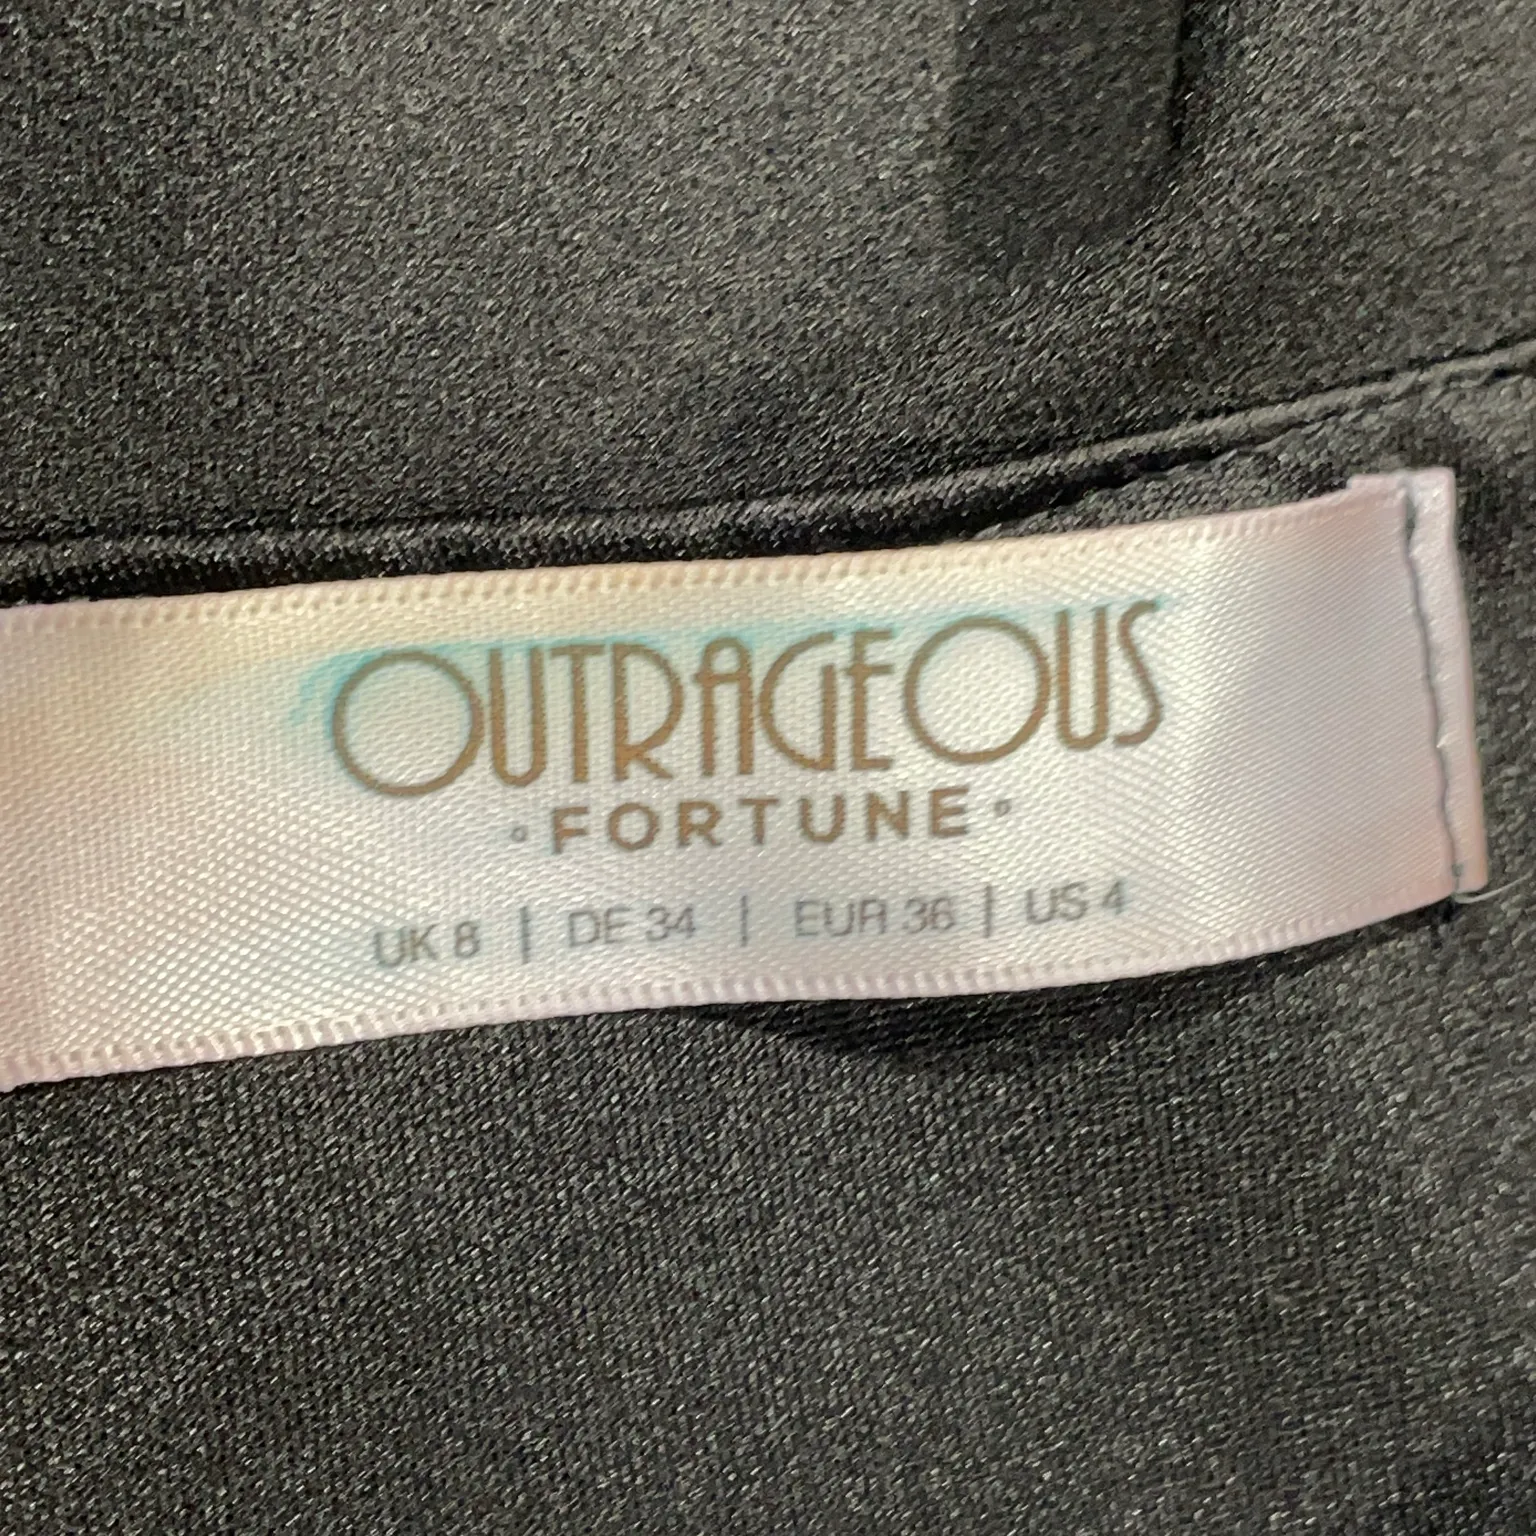 OUTRAGEOUS
• FORTUNE •
UK 8 | DE 34 | EUR 36 | US 4